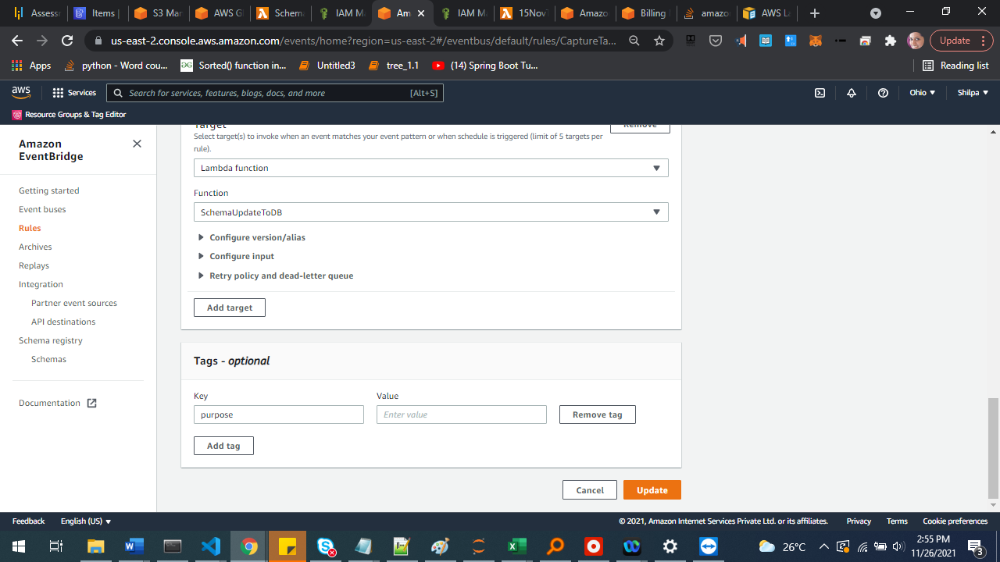 Assess
Items |
S3 Man
AWS Gl
Schema
IAM Ma
Am
IAM Ma
15Nov
Amazo
Billing
amazo
AWS La
us-east-2.console.aws.amazon.com/events/home?region=us-east-2#/eventbus/default/rules/CaptureTa...
Update
Apps
python - Word cou...
Sorted() function in...
Untitled3
tree_1.1
(14) Spring Boot Tu...
Reading list
aws
Services
Search for services, features, blogs, docs, and more
[Alt+S]
Ohio
Shilpa
Resource Groups & Tag Editor
Amazon
EventBridge
Getting started
Event buses
Rules
Archives
Replays
Integration
Partner event sources
API destinations
Schema registry
Schemas
Documentation
Target
Remove
Select target(s) to invoke when an event matches your event pattern or when schedule is triggered (limit of 5 targets per
rule).
Lambda function
Function
SchemaUpdateToDB
Configure version/alias
Configure input
Retry policy and dead-letter queue
Add target
Tags - optional
Key
Value
purpose
Enter value
Remove tag
Add tag
Cancel
Update
Feedback
English (US)
© 2021, Amazon Internet Services Private Ltd. or its affiliates.
Privacy
Terms
Cookie preferences
26°C
2:55 PM
11/26/2021
3